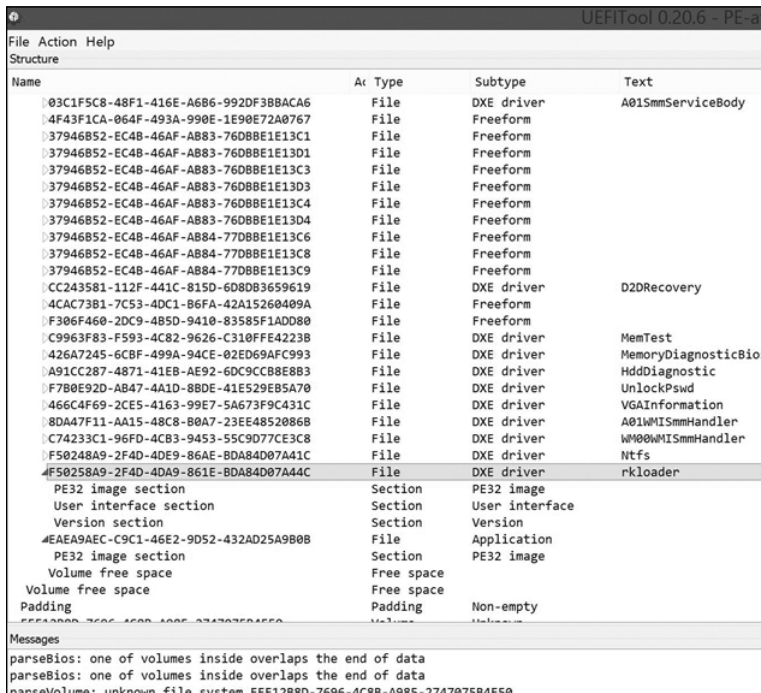 UEFITool 0.20.6 - PE-a
File Action Help
Structure
Name Ac Type Subtype Text
03C1F5C8-48F1-416E-A6B6-992DF3BBACA6 File DXE driver A01SmmServiceBody
4F43F1CA-064F-493A-990E-1E90E72A0767 File Freeform
37946B52-EC4B-46AF-AB83-76DBBE1E13C1 File Freeform
37946B52-EC4B-46AF-AB83-76DBBE1E13D1 File Freeform
37946B52-EC4B-46AF-AB83-76DBBE1E13C3 File Freeform
37946B52-EC4B-46AF-AB83-76DBBE1E13D3 File Freeform
37946B52-EC4B-46AF-AB83-76DBBE1E13C4 File Freeform
37946B52-EC4B-46AF-AB83-76DBBE1E13D4 File Freeform
37946B52-EC4B-46AF-AB84-77DBBE1E13C6 File Freeform
37946B52-EC4B-46AF-AB84-77DBBE1E13C8 File Freeform
37946B52-EC4B-46AF-AB84-77DBBE1E13C9 File Freeform
CC243581-112F-441C-815D-6D8DB3659619 File DXE driver D2DRecovery
4CAC73B1-7C53-4DC1-B6FA-42A15260409A File Freeform
F306F460-2DC9-4B5D-9410-83585F1ADD80 File Freeform
C9963F83-F593-4C82-9626-C310FFE4223B File DXE driver MemTest
426A7245-6CBF-499A-94CE-02ED69AFC993 File DXE driver MemoryDiagnosticBio
A91CC287-4871-41EB-AE92-6DC9CCB8E8B3 File DXE driver HddDiagnostic
F7B0E92D-AB47-4A1D-8BDE-41E529EB5A70 File DXE driver UnlockPswd
466C4F69-2CE5-4163-99E7-5A673F9C431C File DXE driver VGAInformation
8DA47F11-AA15-48C8-B0A7-23EE4852086B File DXE driver A01WMISmmHandler
C74233C1-96FD-4CB3-9453-55C9D77CE3C8 File DXE driver WM00WMISmmHandler
F50248A9-2F4D-4DE9-86AE-BDA84D07A41C File DXE driver Ntfs
F50258A9-2F4D-4DA9-861E-BDA84D07A44C File DXE driver rkloader
PE32 image section Section PE32 image
User interface section Section User interface
Version section Section Version
EAEA9AEC-C9C1-46E2-9D52-432AD25A9B0B File Application
PE32 image section Section PE32 image
Volume free space Free space
Volume free space Free space
Padding Padding Non-empty
Messages
parseBios: one of volumes inside overlaps the end of data
parseBios: one of volumes inside overlaps the end of data
parseVolume: unknown file system FFF12B8D-7696-4C8B-A985-2747075B4F50